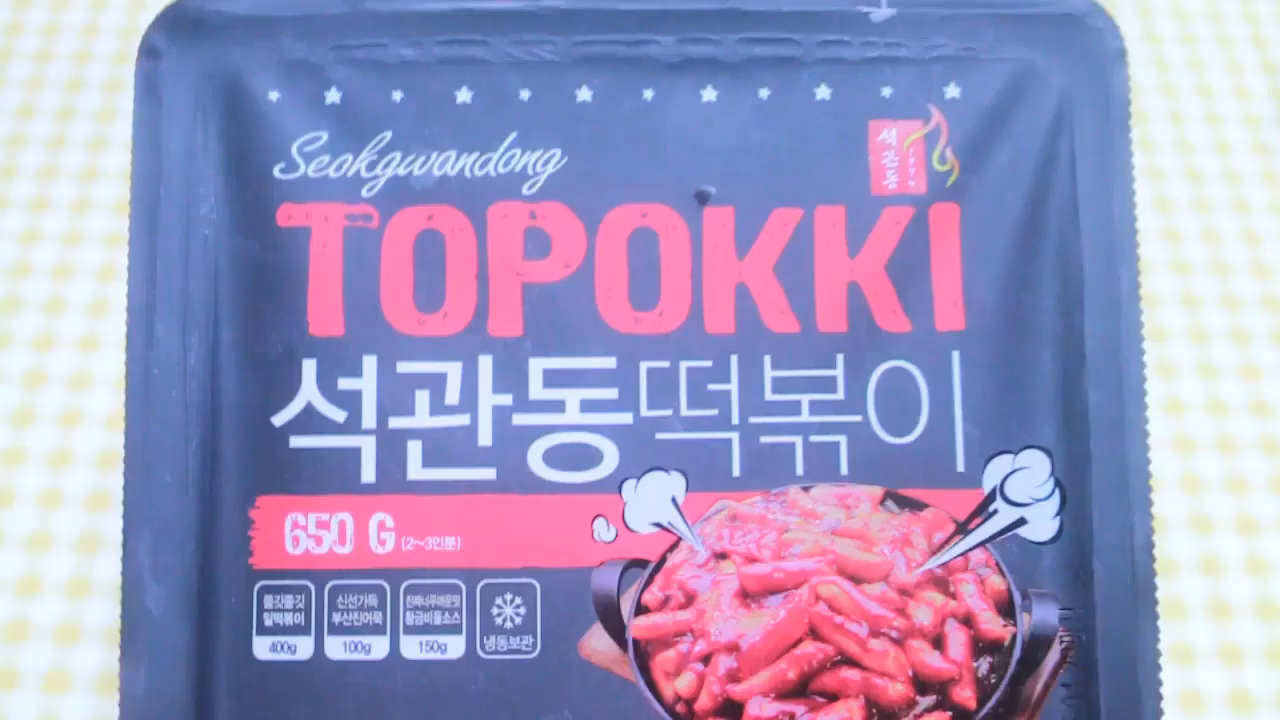 Seokgwandong
석관동
TOPOKKI
석관동떡볶이
650 G (2~3인분)
쫄깃쫄깃
밀떡볶이
400g
신선가득
부산진어묵
100g
진짜너무매운맛
황금비율소스
150g
냉동보관